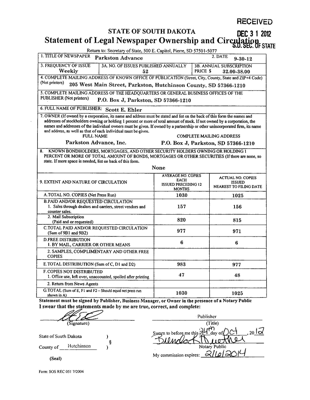 RECEIVED
DEC 31 2012
S.D. SEC. OF STATE
STATE OF SOUTH DAKOTA
Statement of Legal Newspaper Ownership and Circulation
Return to: Secretary of State, 500 E. Capitol, Pierre, SD 57501-5077
1. TITLE OF NEWSPAPER Parkston Advance 2. DATE 9-30-12
3. FREQUENCY OF ISSUE Weekly 3A. NO. OF ISSUES PUBLISHED ANNUALLY 52 3B. ANNUAL SUBSCRIPTION PRICE $ 32.00-38.00
4. COMPLETE MAILING ADDRESS OF KNOWN OFFICE OF PUBLICATION (Street, City, County, State and ZIP+4 Code)
(Not printers) 205 West Main Street, Parkston, Hutchinson County, SD 57366-1210
5. COMPLETE MAILING ADDRESS OF THE HEADQUARTERS OR GENERAL BUSINESS OFFICES OF THE
PUBLISHER (Not printers) P.O. Box J, Parkston, SD 57366-1210
6. FULL NAME OF PUBLISHER: Scott E. Ehler
7. OWNER (If owned by a corporation, its name and address must be stated and list on the back of this form the names and
addresses of stockholders owning or holding 1 percent or more of total amount of stock. If not owned by a corporation, the
names and addresses of the individual owners must be given. If owned by a partnership or other unincorporated firm, its name
and address, as well as that of each individual must be given.
FULL NAME COMPLETE MAILING ADDRESS
Parkston Advance, Inc. P.O. Box J, Parkston, SD 57366-1210
8. KNOWN BONDHOLDERS, MORTGAGEES, AND OTHER SECURITY HOLDERS OWNING OR HOLDING 1
PERCENT OR MORE OF TOTAL AMOUNT OF BONDS, MORTGAGES OR OTHER SECURITIES (If there are none, so
state. If more space is needed, list on back of this form.
None
9. EXTENT AND NATURE OF CIRCULATION AVERAGE NO. COPIES EACH ISSUED PRECEDING 12 MONTHS ACTUAL NO. COPIES ISSUED NEAREST TO FILING DATE
A. TOTAL NO. COPIES (Net Press Run) 1030 1025
B. PAID AND/OR REQUESTED CIRCULATION
1. Sales through dealers and carriers, street vendors and counter sales. 157 156
2. Mail Subscription
(Paid and or requested) 820 815
C. TOTAL PAID AND/OR REQUESTED CIRCULATION
(Sum of 9B1 and 9B2) 977 971
D. FREE DISTRIBUTION
1. BY MAIL, CARRIER OR OTHER MEANS 6 6
2. SAMPLES, COMPLIMENTARY AND OTHER FREE COPIES
E. TOTAL DISTRIBUTION (Sum of C, D1 and D2) 983 977
F. COPIES NOT DISTRIBUTED
1. Office use, left over, unaccounted, spoiled after printing 47 48
2. Return from News Agents
G. TOTAL (Sum of E, F1 and F2 – Should equal net press run shown in A) 1030 1025
Statement must be signed by Publisher, Business Manager, or Owner in the presence of a Notary Public
I swear that the statements made by me are true, correct, and complete:
Publisher
(Signature) (Title)
State of South Dakota )
§
County of Hutchinson )
Sworn to before me this day of Oct , 2012
Notary Public
(Seal) My commission expires: 2/6/2014
Form: SOS REC 051 7/2004